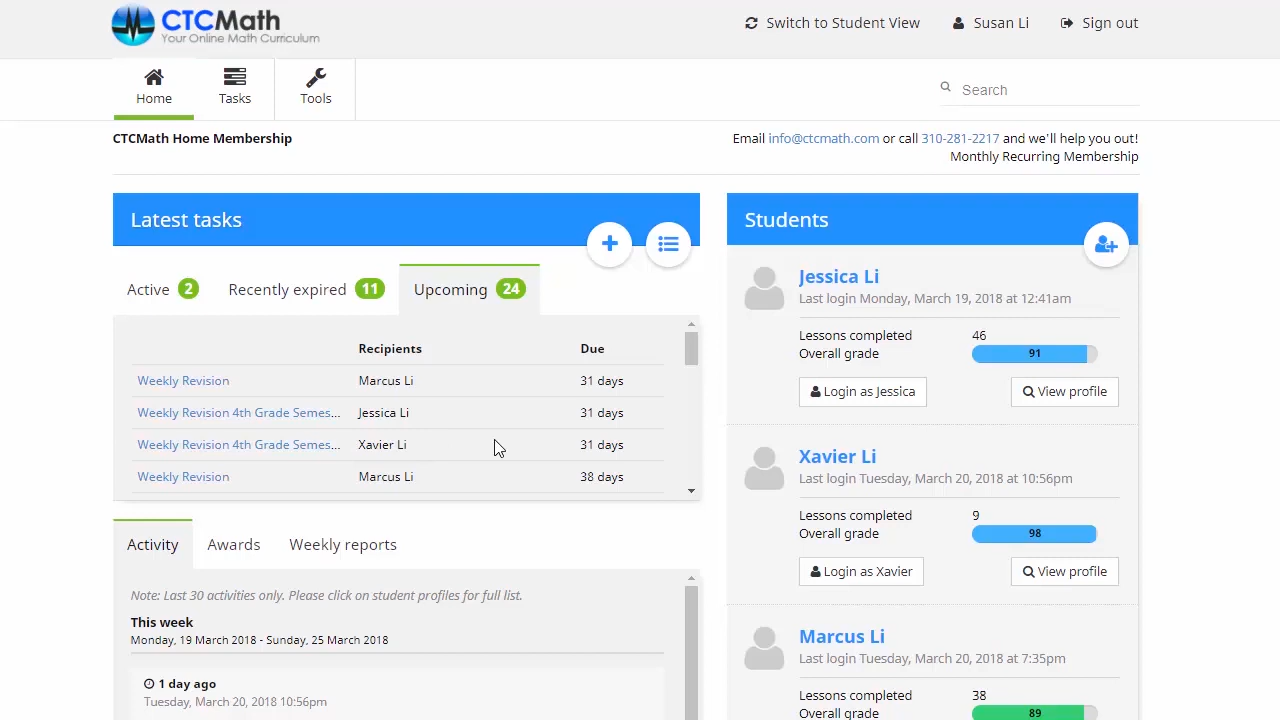 CTCMath
Your Online Math Curriculum
Switch to Student View
Susan Li
Sign out
Home
Tasks
Tools
Search
CTCMath Home Membership
Email info@ctcmath.com or call 310-281-2217 and we'll help you out!
Monthly Recurring Membership
Latest tasks
Active 2
Recently expired 11
Upcoming 24
Recipients Due
Weekly Revision Marcus Li 31 days
Weekly Revision 4th Grade Semes... Jessica Li 31 days
Weekly Revision 4th Grade Semes... Xavier Li 31 days
Weekly Revision Marcus Li 38 days
Activity
Awards
Weekly reports
Note: Last 30 activities only. Please click on student profiles for full list.
This week
Monday, 19 March 2018 - Sunday, 25 March 2018
1 day ago
Tuesday, March 20, 2018 10:56pm
Students
Jessica Li
Last login Monday, March 19, 2018 at 12:41am
Lessons completed 46
Overall grade 91
Login as Jessica
View profile
Xavier Li
Last login Tuesday, March 20, 2018 at 10:56pm
Lessons completed 9
Overall grade 98
Login as Xavier
View profile
Marcus Li
Last login Tuesday, March 20, 2018 at 7:35pm
Lessons completed 38
Overall grade 89